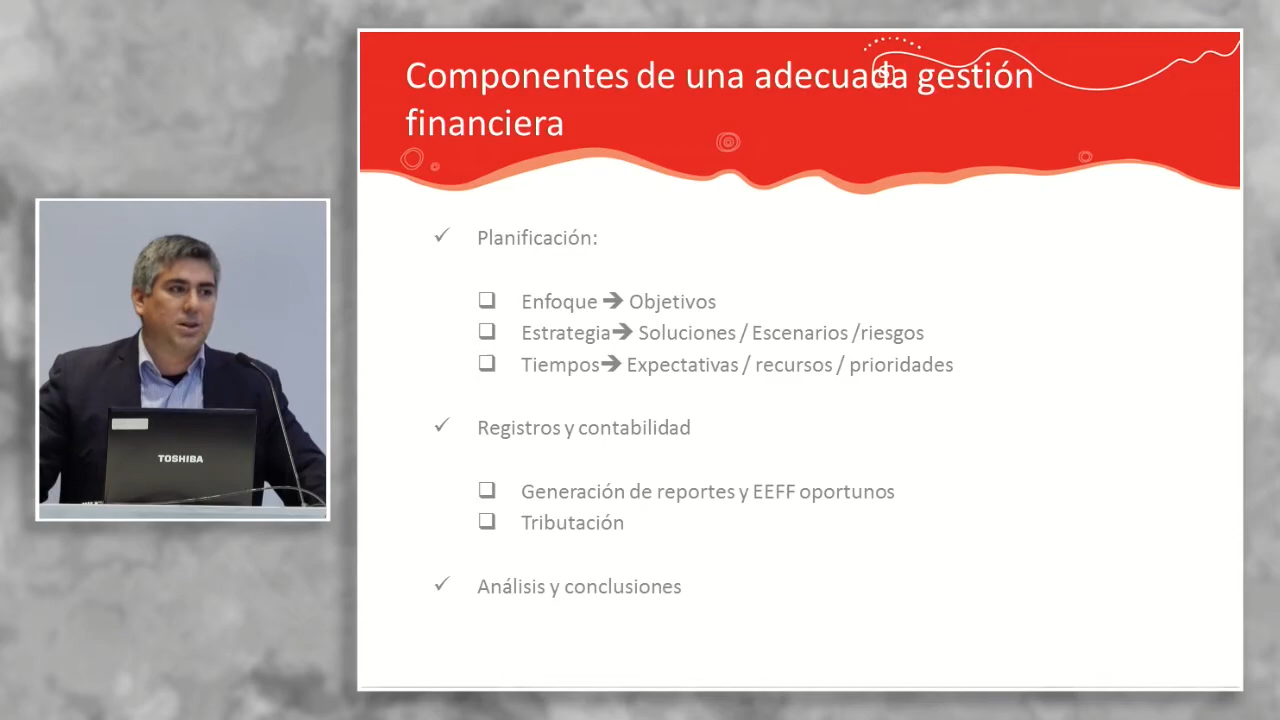 Componentes de una adecuada gestión
financiera
Planificación:
Enfoque ➔ Objetivos
Estrategia➔ Soluciones / Escenarios /riesgos
Tiempos➔ Expectativas / recursos / prioridades
Registros y contabilidad
Generación de reportes y EEFF oportunos
Tributación
Análisis y conclusiones
TOSHIBA